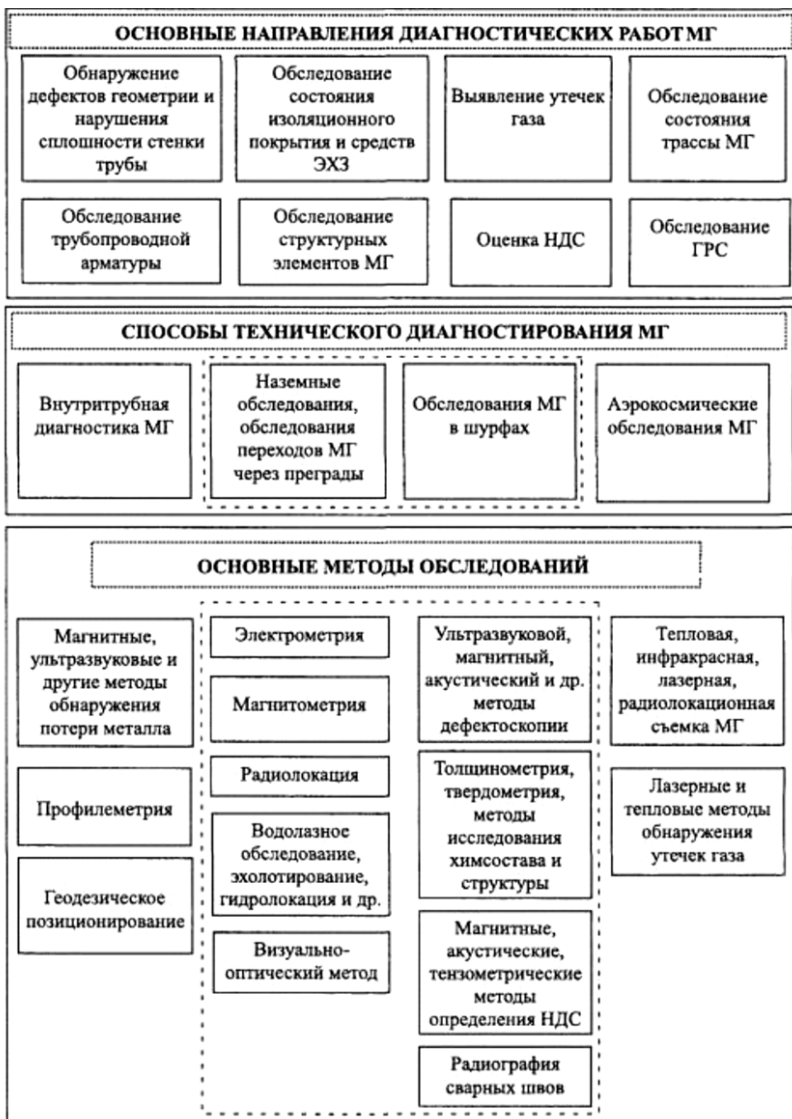 ОСНОВНЫЕ НАПРАВЛЕНИЯ ДИАГНОСТИЧЕСКИХ РАБОТ МГ
Обнаружение
дефектов геометрии и
нарушения
сплошности стенки
трубы
Обследование
состояния
изоляционного
покрытия и средств
ЭХЗ
Выявление утечек
газа
Обследование
состояния
трассы МГ
Обследование
трубопроводной
арматуры
Обследование
структурных
элементов МГ
Оценка НДС
Обследование
ГРС
СПОСОБЫ ТЕХНИЧЕСКОГО ДИАГНОСТИРОВАНИЯ МГ
Внутритрубная
диагностика МГ
Наземные
обследования,
обследования
переходов МГ
через преграды
Обследования МГ
в шурфах
Аэрокосмические
обследования МГ
ОСНОВНЫЕ МЕТОДЫ ОБСЛЕДОВАНИЙ
Магнитные,
ультразвуковые и
другие методы
обнаружения
потери металла
Профилеметрия
Геодезическое
позиционирование
Электрометрия
Магнитометрия
Радиолокация
Водолазное
обследование,
эхолотирование,
гидролокация и др.
Визуально-
оптический метод
Ультразвуковой,
магнитный,
акустический и др.
методы
дефектоскопии
Толщинометрия,
твердометрия,
методы
исследования
химсостава и
структуры
Магнитные,
акустические,
тензометрические
методы
определения НДС
Радиография
сварных швов
Тепловая,
инфракрасная,
лазерная,
радиолокационная
съемка МГ
Лазерные и
тепловые методы
обнаружения
утечек газа